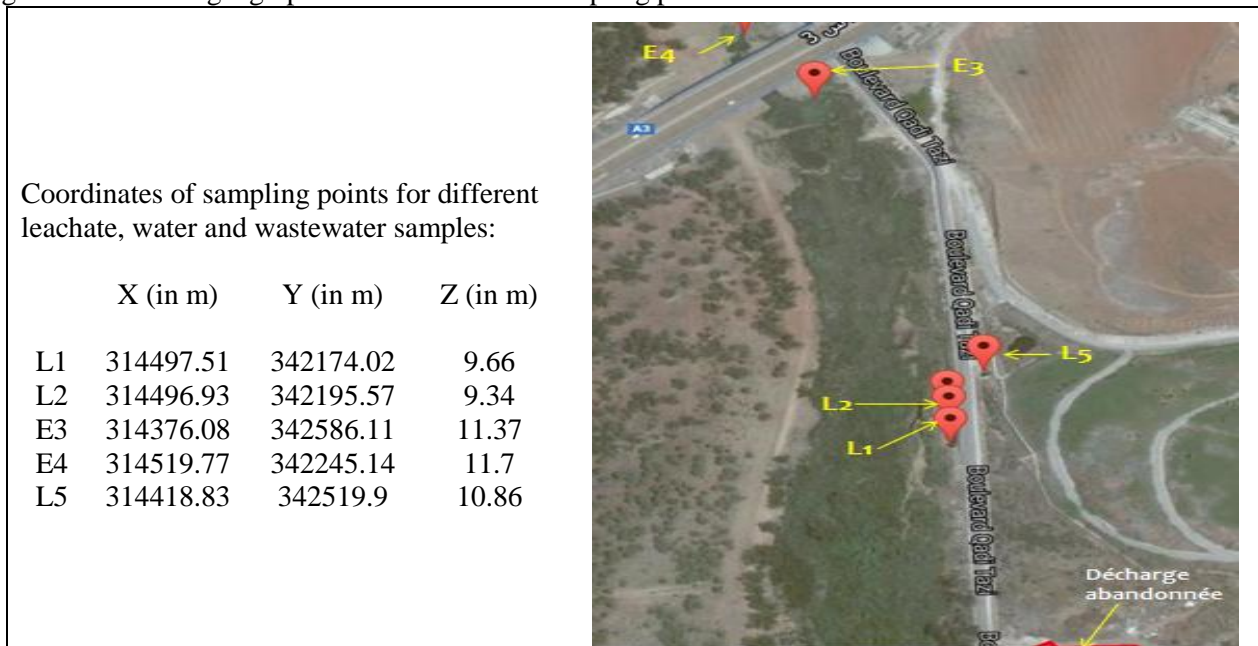 Coordinates of sampling points for different
leachate, water and wastewater samples:
X (in m) Y (in m) Z (in m)
L1 314497.51 342174.02 9.66
L2 314496.93 342195.57 9.34
E3 314376.08 342586.11 11.37
E4 314519.77 342245.14 11.7
L5 314418.83 342519.9 10.86
E4
E3
A3
Boulevard Qadi Tazi
Boulevard Qadi Tazi
L5
L2
L1
Boulevard Qadi Tazi
Décharge
abandonnée